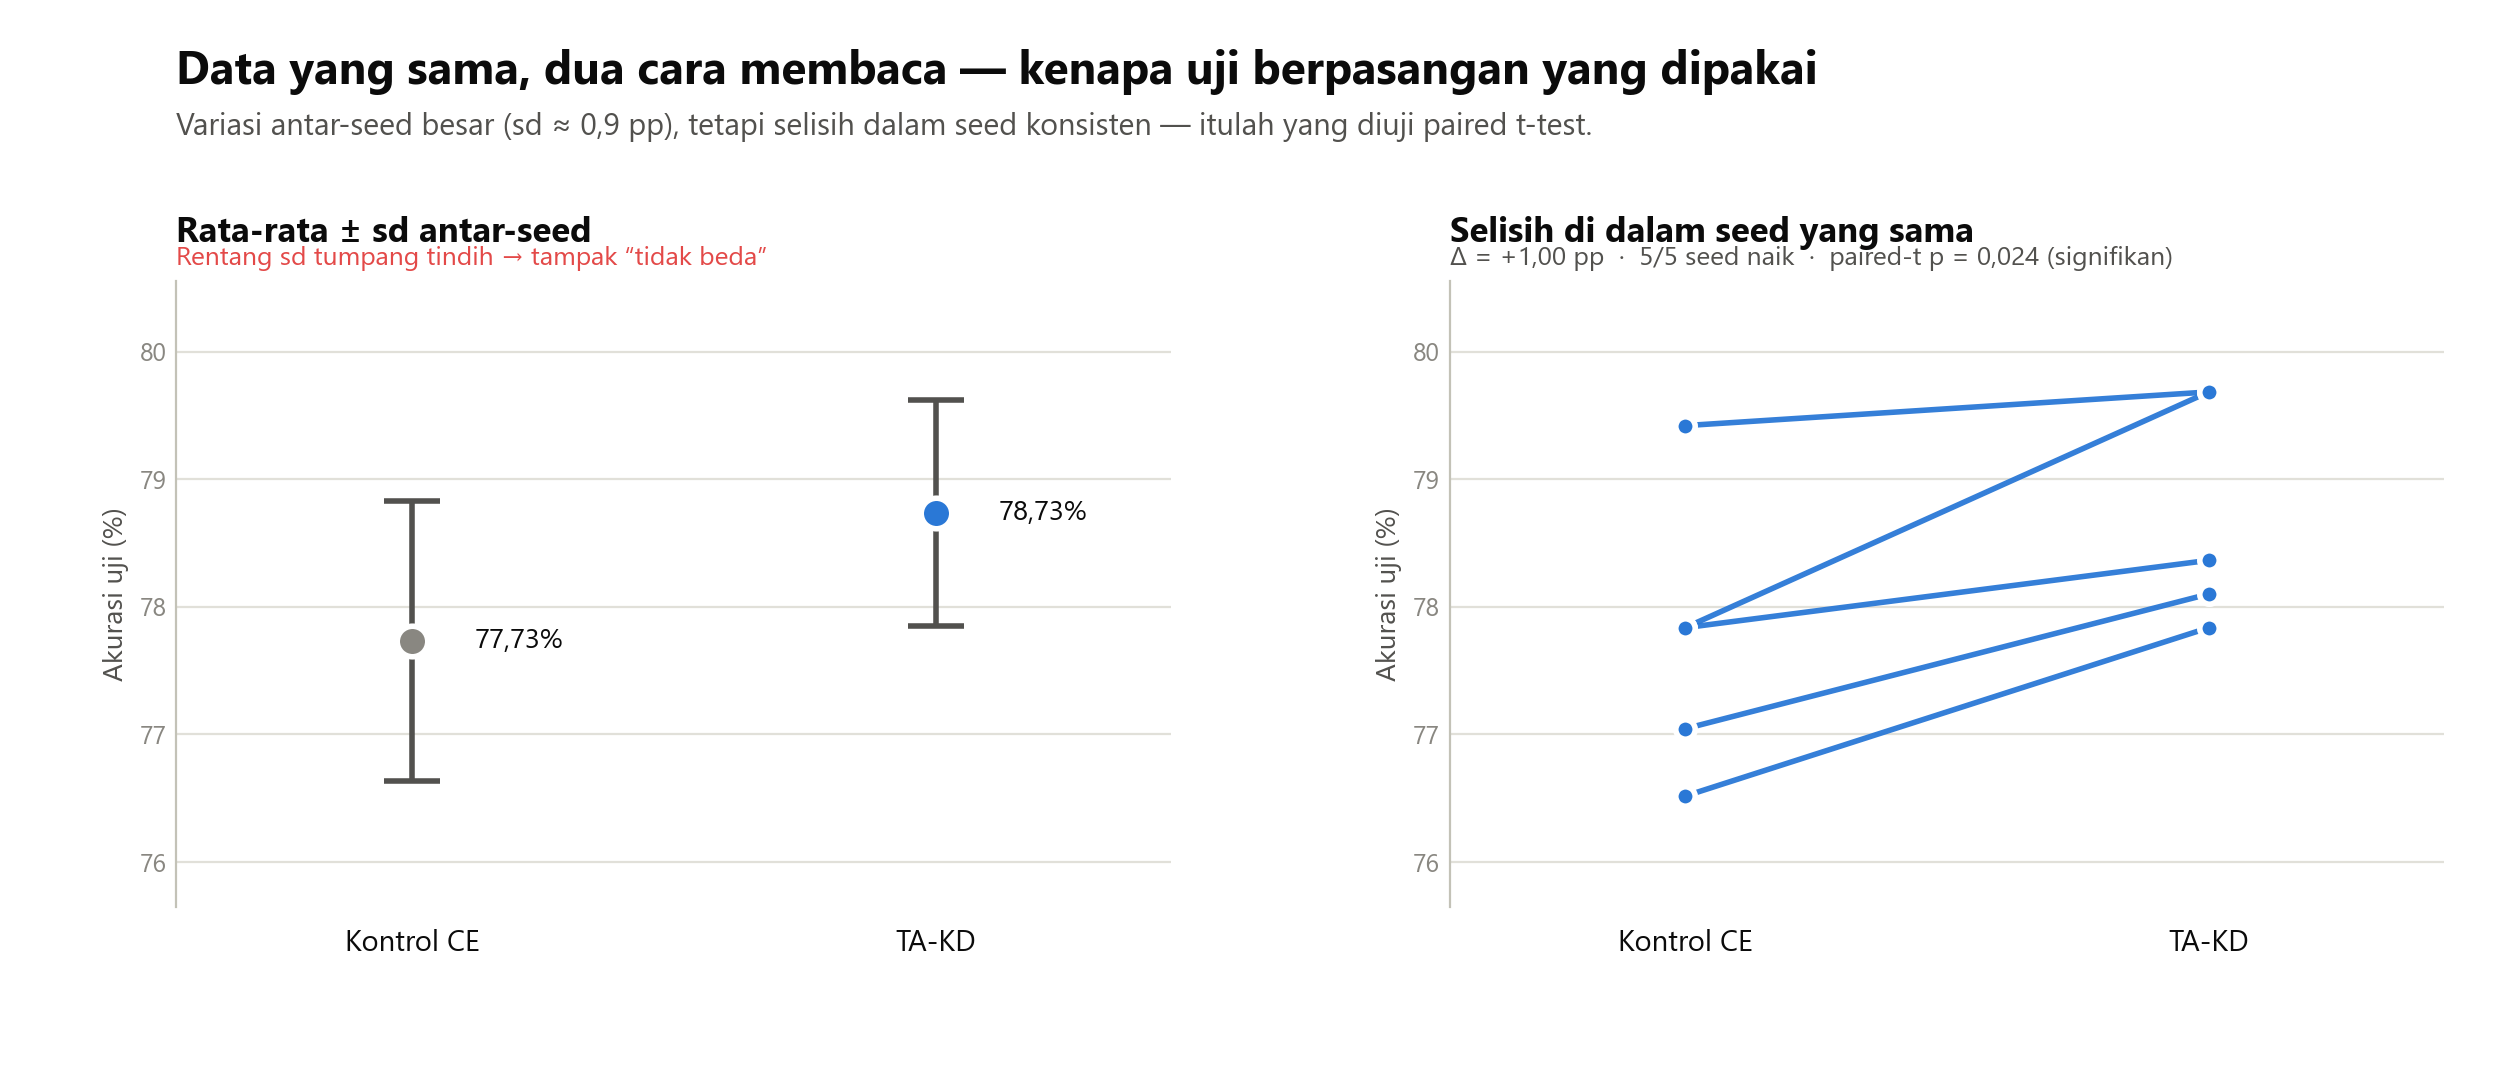 Data yang sama, dua cara membaca — kenapa uji berpasangan yang dipakai
Variasi antar-seed besar (sd ≈ 0,9 pp), tetapi selisih dalam seed konsisten — itulah yang diuji paired t-test.
Rata-rata ± sd antar-seed
Rentang sd tumpang tindih → tampak "tidak beda"
80
79
78
77
76
Akurasi uji (%)
77,73%
78,73%
Kontrol CE
TA-KD
Selisih di dalam seed yang sama
Δ = +1,00 pp · 5/5 seed naik · paired-t p = 0,024 (signifikan)
80
79
78
77
76
Akurasi uji (%)
Kontrol CE
TA-KD